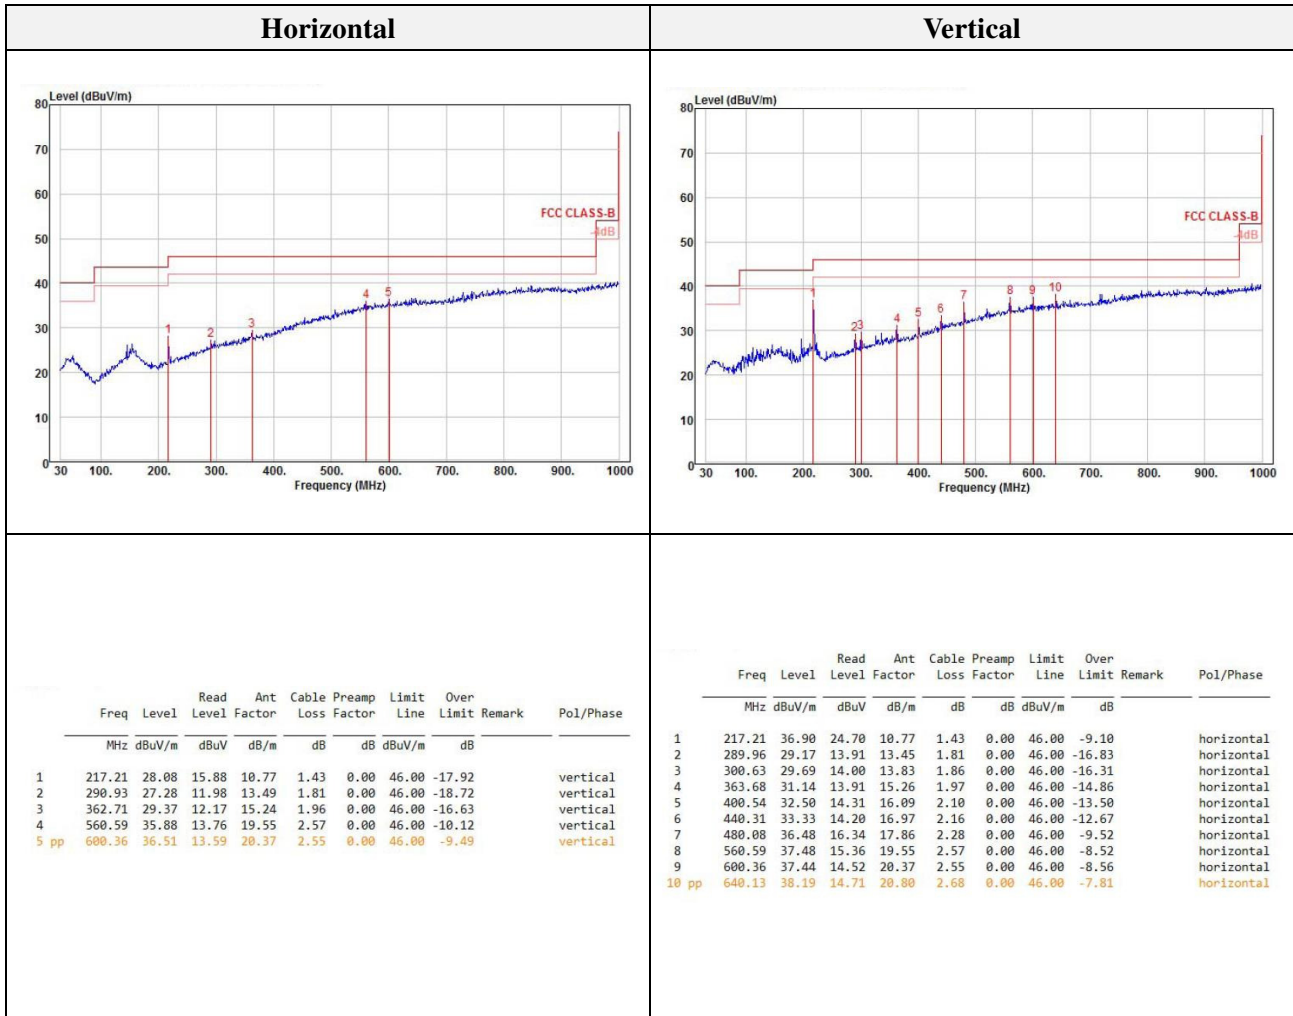 Horizontal
Vertical
Level (dBuV/m)
80
70
60
50
40
30
20
10
0
FCC CLASS-B
-4dB
1
2
3
4
5
30 100. 200. 300. 400. 500. 600. 700. 800. 900. 1000
Frequency (MHz)
Level (dBuV/m)
80
70
60
50
40
30
20
10
0
FCC CLASS-B
-4dB
1
2
3
4
5
6
7
8
9
10
30 100. 200. 300. 400. 500. 600. 700. 800. 900. 1000
Frequency (MHz)
Read Ant Cable Preamp Limit Over
Freq Level Level Factor Loss Factor Line Limit Remark Pol/Phase
MHz dBuV/m dBuV dB/m dB dB dBuV/m dB
1 217.21 28.08 15.88 10.77 1.43 0.00 46.00 -17.92 vertical
2 290.93 27.28 11.98 13.49 1.81 0.00 46.00 -18.72 vertical
3 362.71 29.37 12.17 15.24 1.96 0.00 46.00 -16.63 vertical
4 560.59 35.88 13.76 19.55 2.57 0.00 46.00 -10.12 vertical
5 pp 600.36 36.51 13.59 20.37 2.55 0.00 46.00 -9.49 vertical
Read Ant Cable Preamp Limit Over
Freq Level Level Factor Loss Factor Line Limit Remark Pol/Phase
MHz dBuV/m dBuV dB/m dB dB dBuV/m dB
1 217.21 36.90 24.70 10.77 1.43 0.00 46.00 -9.10 horizontal
2 289.96 29.17 13.91 13.45 1.81 0.00 46.00 -16.83 horizontal
3 300.63 29.69 14.00 13.83 1.86 0.00 46.00 -16.31 horizontal
4 363.68 31.14 13.91 15.26 1.97 0.00 46.00 -14.86 horizontal
5 400.54 32.50 14.31 16.09 2.10 0.00 46.00 -13.50 horizontal
6 440.31 33.33 14.20 16.97 2.16 0.00 46.00 -12.67 horizontal
7 480.08 36.48 16.34 17.86 2.28 0.00 46.00 -9.52 horizontal
8 560.59 37.48 15.36 19.55 2.57 0.00 46.00 -8.52 horizontal
9 600.36 37.44 14.52 20.37 2.55 0.00 46.00 -8.56 horizontal
10 pp 640.13 38.19 14.71 20.80 2.68 0.00 46.00 -7.81 horizontal